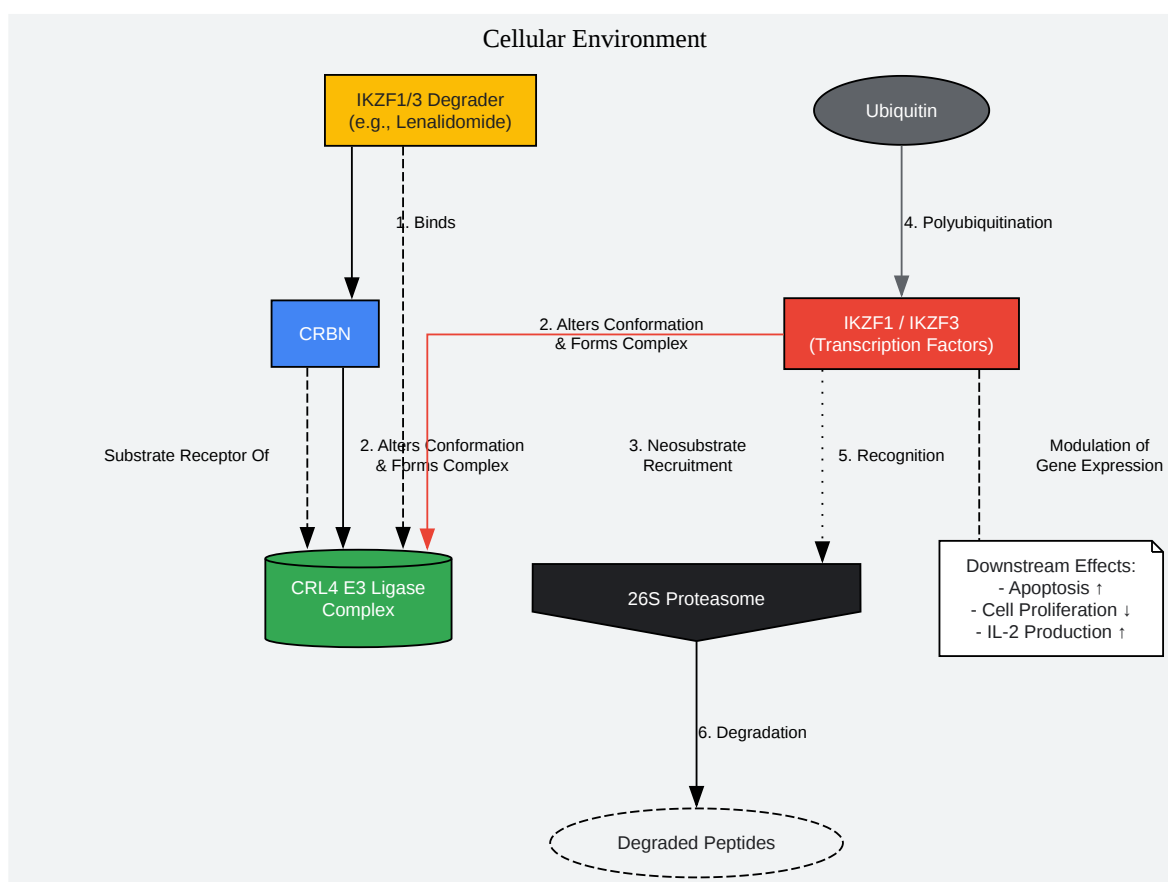 Cellular Environment
IKZF1/3 Degrader
(e.g., Lenalidomide)
Ubiquitin
1. Binds
4. Polyubiquitination
CRBN
2. Alters Conformation
& Forms Complex
IKZF1 / IKZF3
(Transcription Factors)
Substrate Receptor Of
2. Alters Conformation
& Forms Complex
3. Neosubstrate
Recruitment
5. Recognition
Modulation of
Gene Expression
CRL4 E3 Ligase
Complex
26S Proteasome
Downstream Effects:
- Apoptosis ↑
- Cell Proliferation ↓
- IL-2 Production ↑
6. Degradation
Degraded Peptides